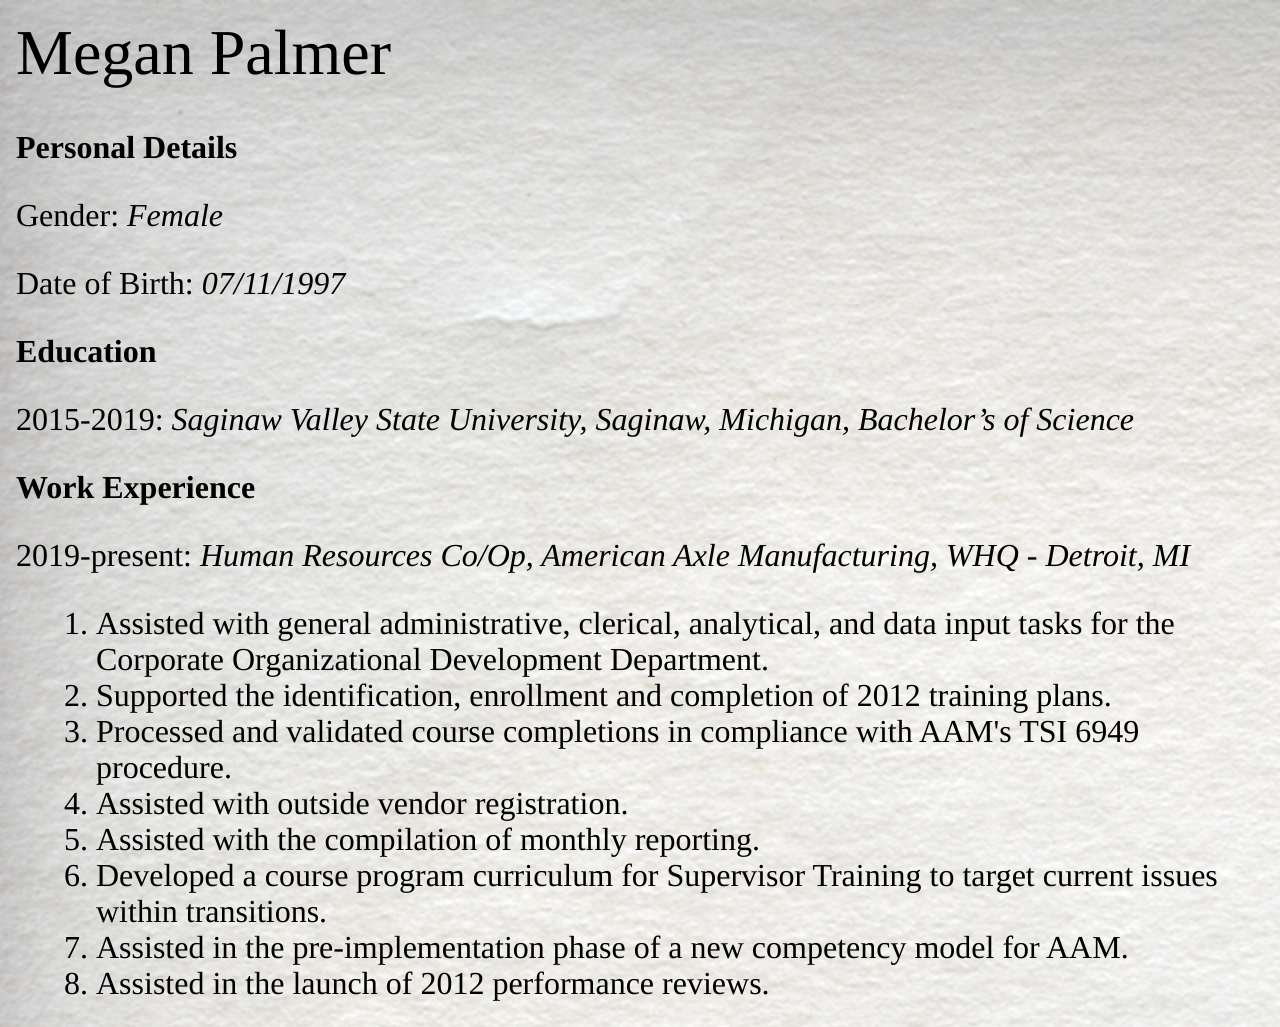 Megan Palmer
Personal Details
Gender: Female
Date of Birth: 07/11/1997
Education
2015-2019: Saginaw Valley State University, Saginaw, Michigan, Bachelor’s of Science
Work Experience
2019-present: Human Resources Co/Op, American Axle Manufacturing, WHQ - Detroit, MI
1. Assisted with general administrative, clerical, analytical, and data input tasks for the
Corporate Organizational Development Department.
2. Supported the identification, enrollment and completion of 2012 training plans.
3. Processed and validated course completions in compliance with AAM's TSI 6949
procedure.
4. Assisted with outside vendor registration.
5. Assisted with the compilation of monthly reporting.
6. Developed a course program curriculum for Supervisor Training to target current issues
within transitions.
7. Assisted in the pre-implementation phase of a new competency model for AAM.
8. Assisted in the launch of 2012 performance reviews.